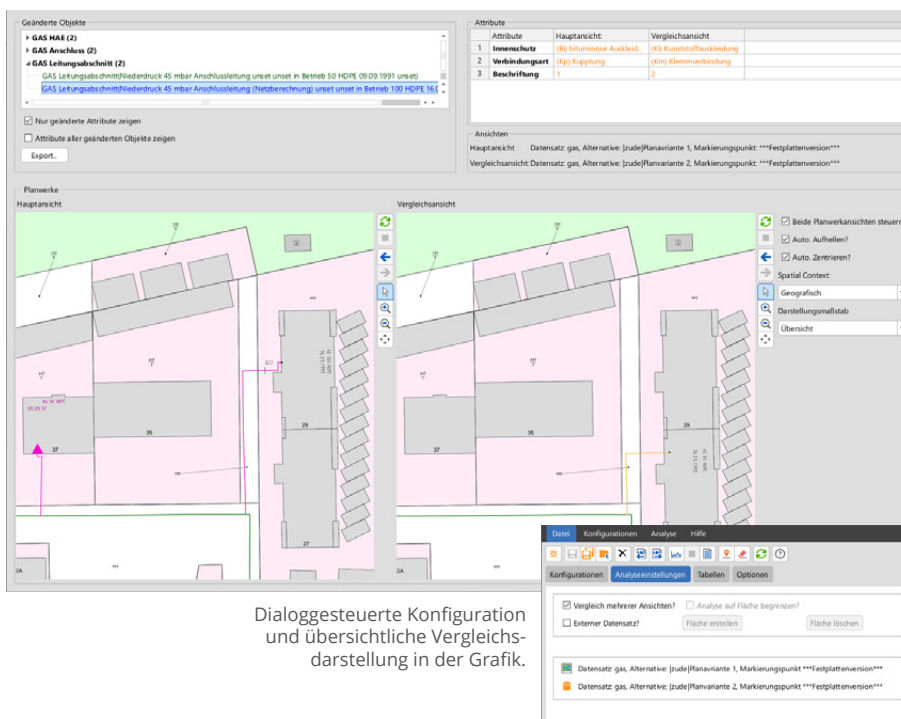 Geänderte Objekte
GAS HAE (2)
GAS Anschluss (2)
GAS Leitungsabschnitt (2)
GAS Leitungsabschnitt(Niederdruck 45 mbar Anschlussleitung unset unset in Betrieb 50 HDPE 09.09.1991 unset)
GAS Leitungsabschnitt(Niederdruck 45 mbar Anschlussleitung (Netzberechnung) unset unset in Betrieb 100 HDPE 16.0
Nur geänderte Attribute zeigen
Attribute aller geänderten Objekte zeigen
Export..
Attribute
Attribute Hauptansicht: Vergleichsansicht
1 Innenschutz (Bi) bituminöse Auskleid.. (Ki) Kunststoffauskleidung
2 Verbindungsart (Kp) Kupplung (Km) Klemmverbindung
3 Beschriftung 1 2
Ansichten
Hauptansicht Datensatz: gas, Alternative: |zude|Planvariante 1, Markierungspunkt: ***Festplattenversion***
Vergleichsansicht: Datensatz: gas, Alternative: |zude|Planvariante 2, Markierungspunkt: ***Festplattenversion***
Planwerke
Hauptansicht
Vergleichsansicht
37
35
29
27
2A
29
35
37
2A
Beide Planwerkansichten steuern
Auto. Aufhellen?
Auto. Zentrieren?
Spatial Context:
Geografisch
Darstellungsmaßstab
Übersicht
Dialoggesteuerte Konfiguration
und übersichtliche Vergleichs-
darstellung in der Grafik.
Datei Konfigurationen Analyse Hilfe
Konfigurationen Analyseeinstellungen Tabellen Optionen
Vergleich mehrerer Ansichten? Analyse auf Fläche begrenzen?
Externer Datensatz? Fläche erstellen Fläche löschen
Datensatz: gas, Alternative: |zude|Planavriante 1, Markierungspunkt ***Festplattenversion***
Datensatz: gas, Alternative: |zude|Planvariante 2, Markierungspunkt ***Festplattenversion***